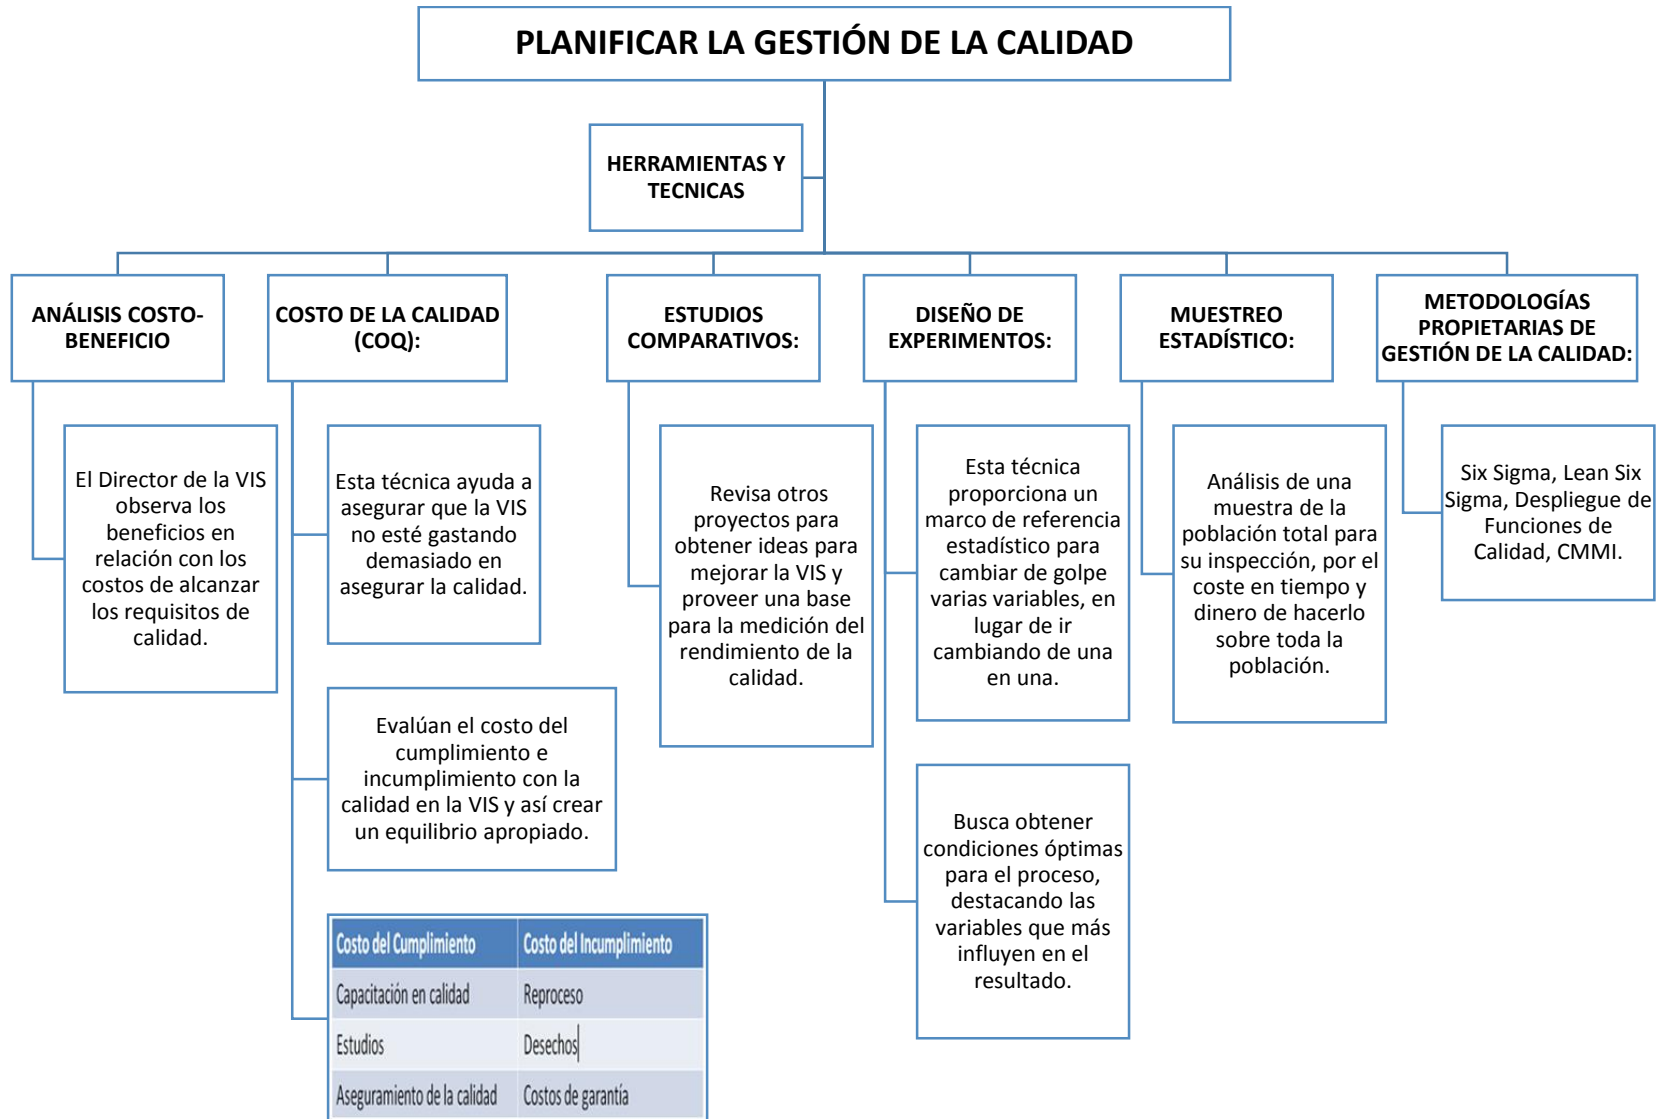 PLANIFICAR LA GESTIÓN DE LA CALIDAD
HERRAMIENTAS Y
TECNICAS
ANÁLISIS COSTO-
BENEFICIO
El Director de la VIS
observa los
beneficios en
relación con los
costos de alcanzar
los requisitos de
calidad.
COSTO DE LA CALIDAD
(COQ):
Esta técnica ayuda a
asegurar que la VIS
no esté gastando
demasiado en
asegurar la calidad.
Evalúan el costo del
cumplimiento e
incumplimiento con la
calidad en la VIS y así crear
un equilibrio apropiado.
Costo del Cumplimiento Costo del Incumplimiento
Capacitación en calidad Reproceso
Estudios Desechos
Aseguramiento de la calidad Costos de garantía
ESTUDIOS
COMPARATIVOS:
Revisa otros
proyectos para
obtener ideas para
mejorar la VIS y
proveer una base
para la medición del
rendimiento de la
calidad.
DISEÑO DE
EXPERIMENTOS:
Esta técnica
proporciona un
marco de referencia
estadístico para
cambiar de golpe
varias variables, en
lugar de ir
cambiando de una
en una.
Busca obtener
condiciones óptimas
para el proceso,
destacando las
variables que más
influyen en el
resultado.
MUESTREO
ESTADÍSTICO:
Análisis de una
muestra de la
población total para
su inspección, por el
coste en tiempo y
dinero de hacerlo
sobre toda la
población.
METODOLOGÍAS
PROPIETARIAS DE
GESTIÓN DE LA CALIDAD:
Six Sigma, Lean Six
Sigma, Despliegue de
Funciones de
Calidad, CMMI.